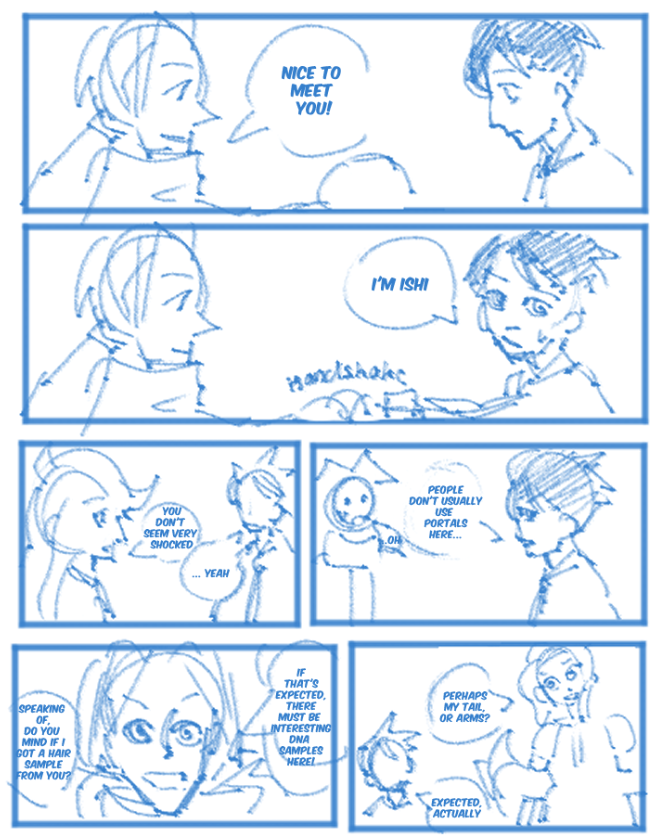 NICE TO
MEET
YOU!
I'M ISHI
Handshake
PEOPLE
DON'T USUALLY
USE
PORTALS
HERE...
..OH
YOU
DON'T
SEEM VERY
SHOCKED
... YEAH
PERHAPS
MY TAIL,
OR ARMS?
EXPECTED,
ACTUALLY
IF
THAT'S
EXPECTED,
THERE
MUST BE
INTERESTING
DNA
SAMPLES
HERE!
SPEAKING
OF,
DO YOU
MIND IF I
GOT A HAIR
SAMPLE
FROM YOU?